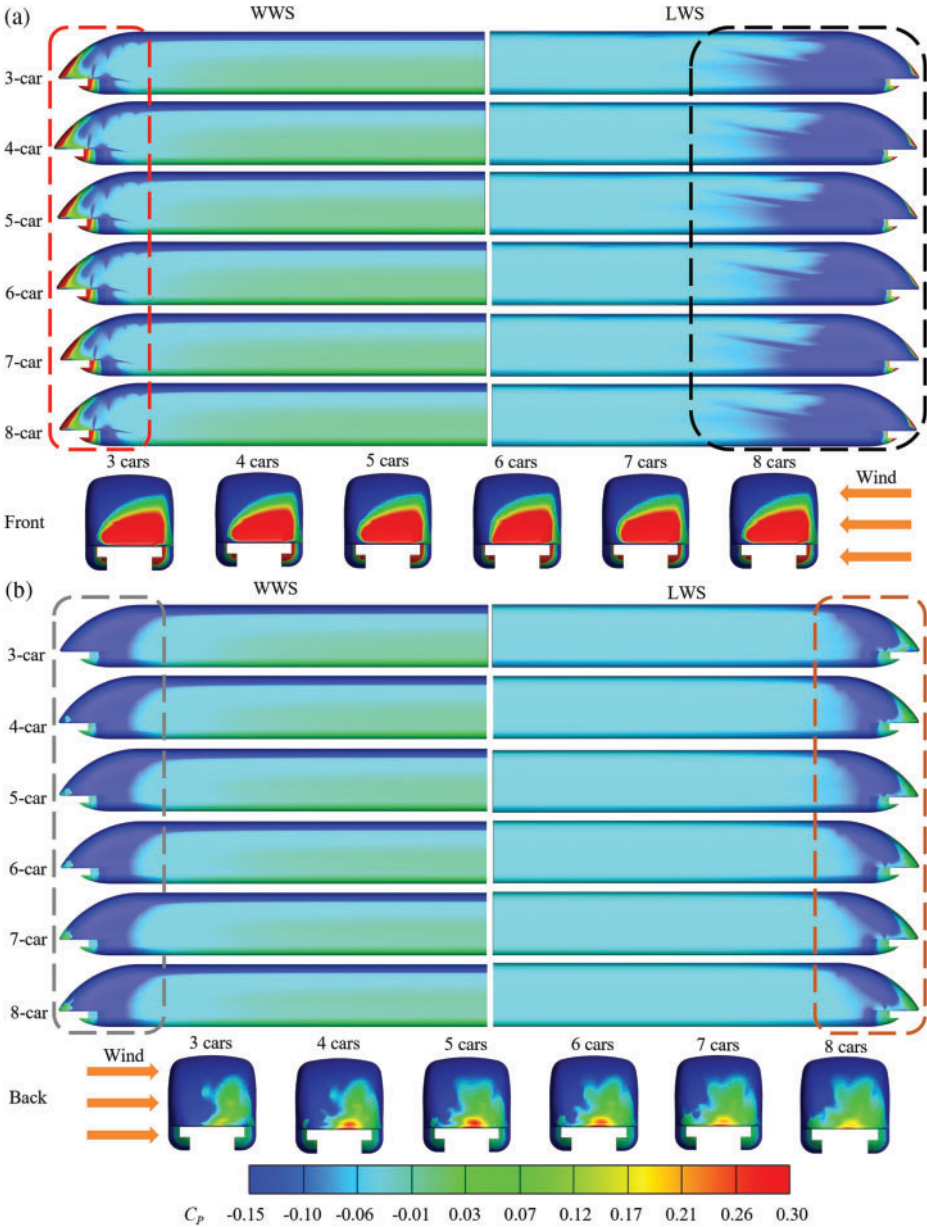 (a)
WWS LWS
3-car
4-car
5-car
6-car
7-car
8-car
3 cars 4 cars 5 cars 6 cars 7 cars 8 cars
Wind
Front
(b)
WWS LWS
3-car
4-car
5-car
6-car
7-car
8-car
3 cars 4 cars 5 cars 6 cars 7 cars 8 cars
Wind
Back
CP -0.15 -0.10 -0.06 -0.01 0.03 0.07 0.12 0.17 0.21 0.26 0.30